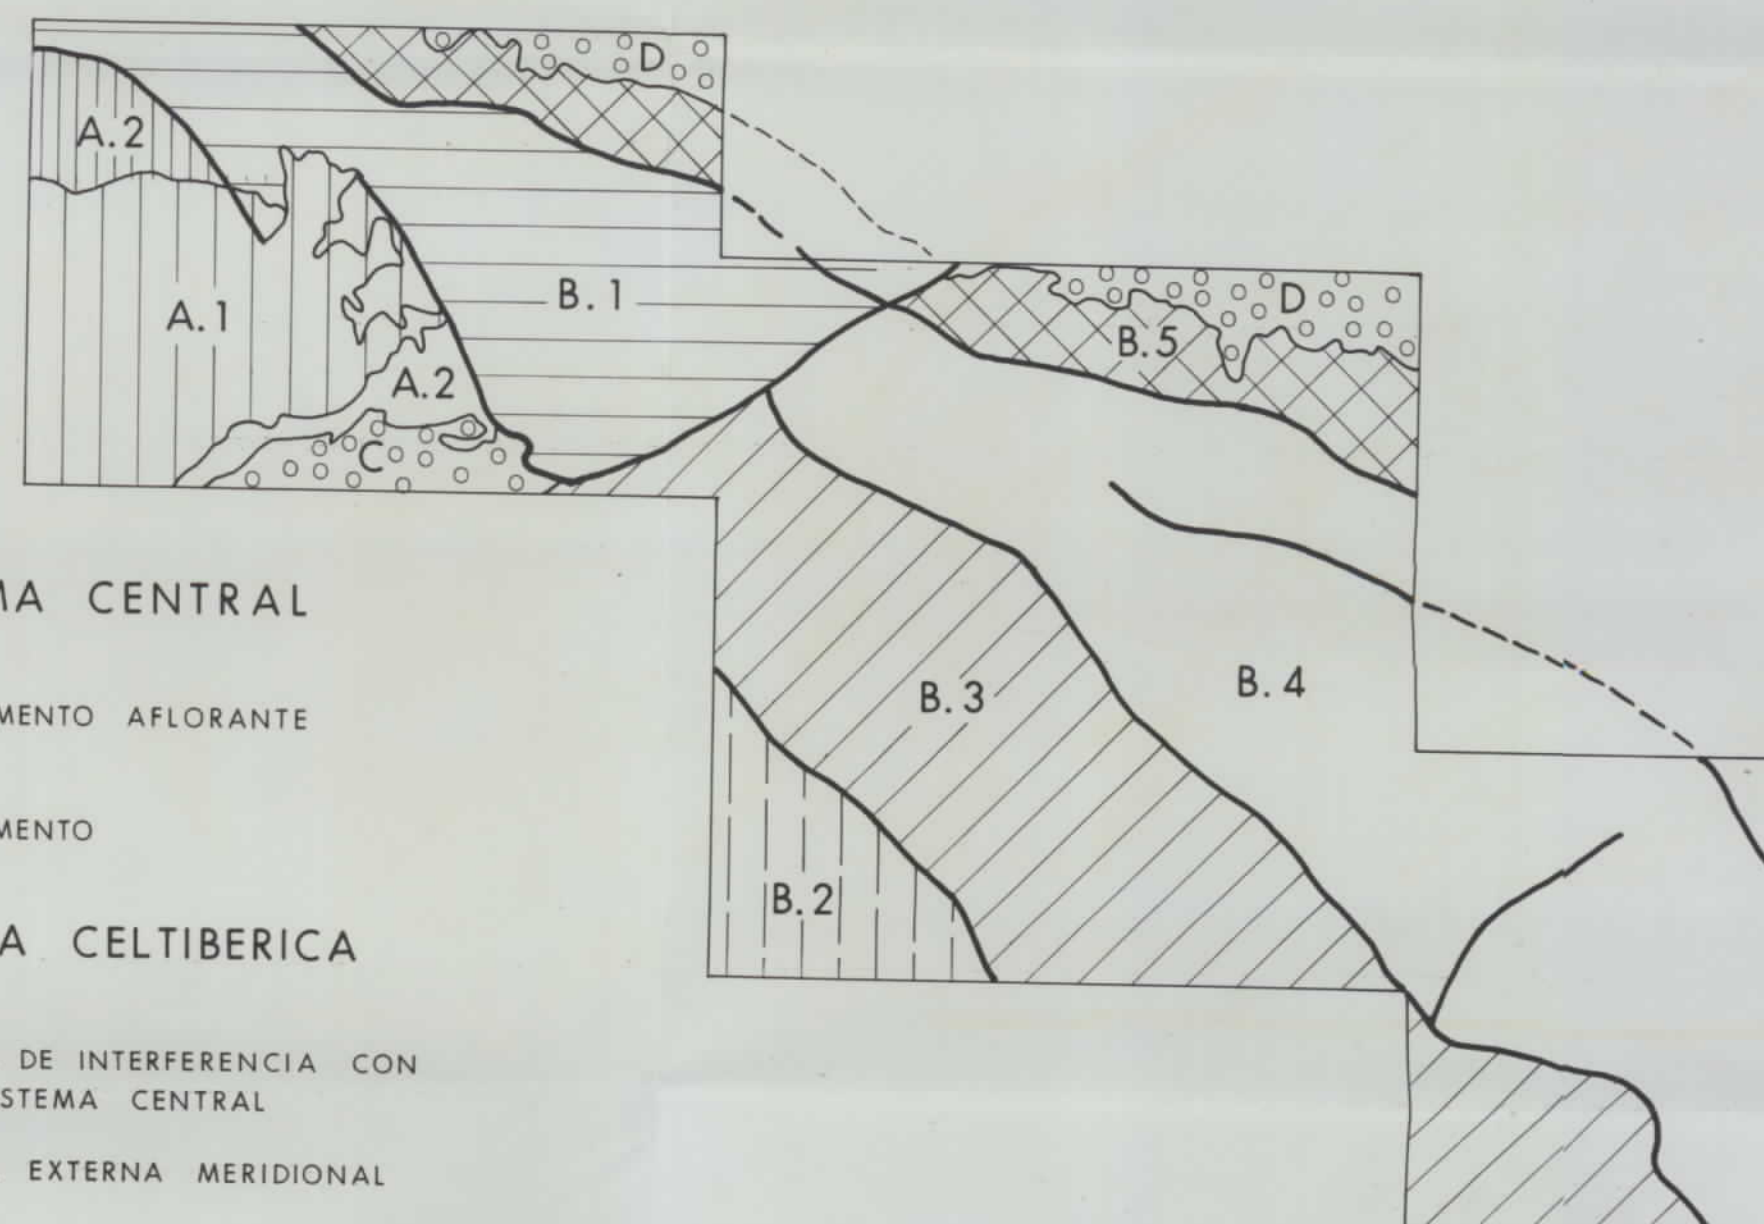 D
A.2
B.1
D
A.1
B.5
A.2
C
CENTRAL
MENTO AFLORANTE
B.3
B.4
MENTO
B.2
A CELTIBERICA
DE INTERFERENCIA CON
STEMA CENTRAL
EXTERNA MERIDIONAL